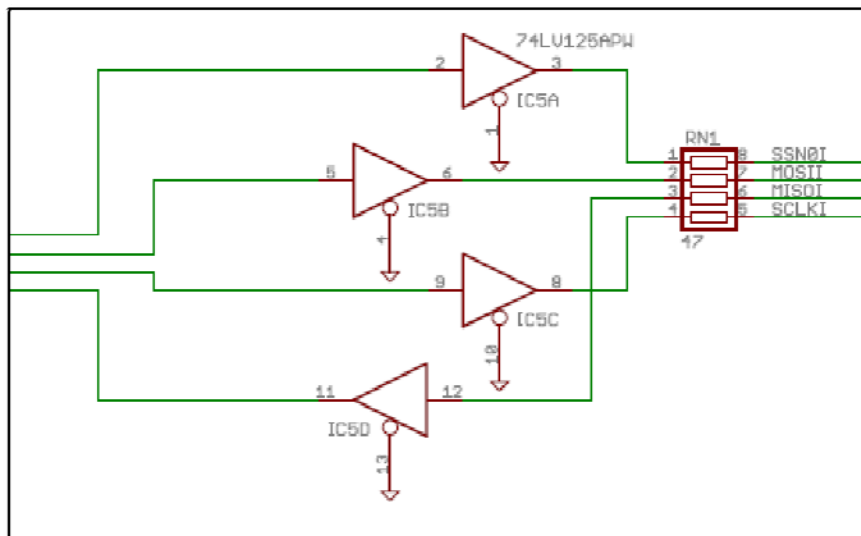 74LV125APW
2 3
IC5A
1
RN1
1 8 SSN0I
5 6 2 7 MOSII
3 6 MISOI
IC5B 4 5 SCLKI
4 47
9 8
IC5C
10
11 12
IC5D
13